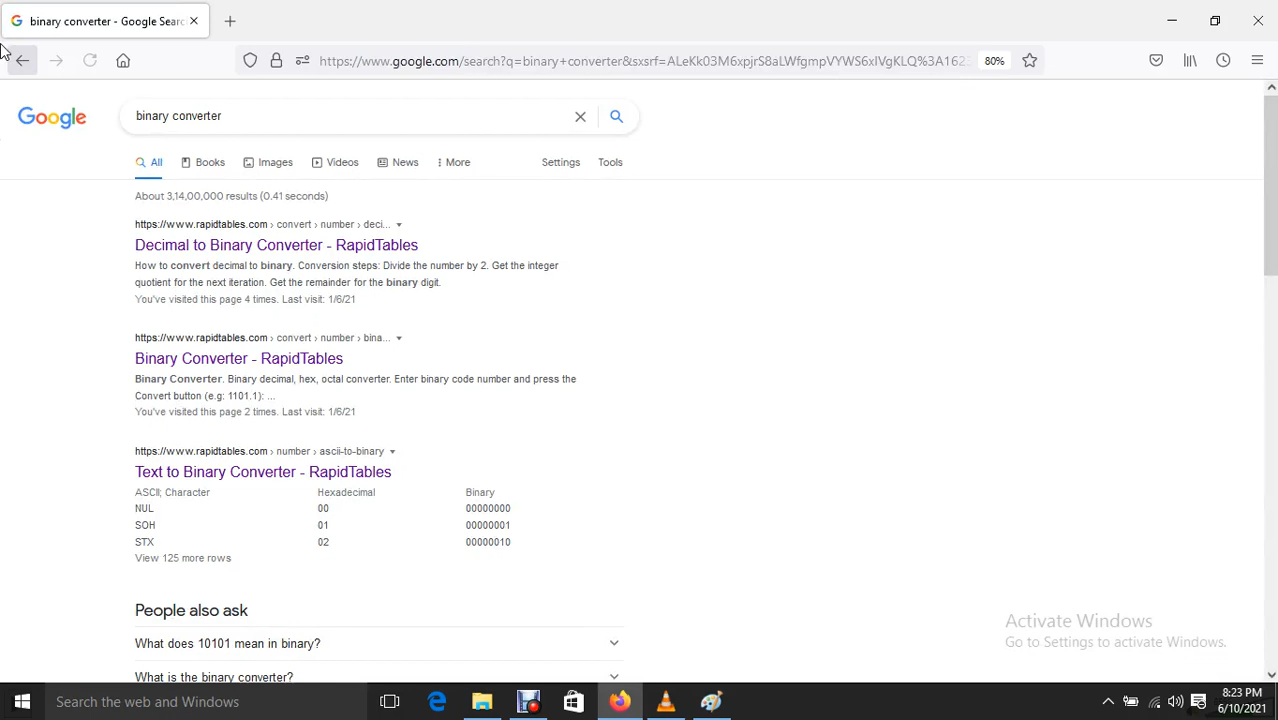 binary converter - Google Searc
https://www.google.com/search?q=binary+converter&sxsrf=ALeKk03M6xpjrS8aLWfgmpVYWS6xIVgKLQ%3A162
80%
Google
binary converter
All Books Images Videos News More Settings Tools
About 3,14,00,000 results (0.41 seconds)
https://www.rapidtables.com › convert › number › deci...
Decimal to Binary Converter - RapidTables
How to convert decimal to binary. Conversion steps: Divide the number by 2. Get the integer
quotient for the next iteration. Get the remainder for the binary digit.
You've visited this page 4 times. Last visit: 1/6/21
https://www.rapidtables.com › convert › number › bina...
Binary Converter - RapidTables
Binary Converter. Binary decimal, hex, octal converter. Enter binary code number and press the
Convert button (e.g: 1101.1): ...
You've visited this page 2 times. Last visit: 1/6/21
https://www.rapidtables.com › number › ascii-to-binary
Text to Binary Converter - RapidTables
ASCII; Character Hexadecimal Binary
NUL 00 00000000
SOH 01 00000001
STX 02 00000010
View 125 more rows
People also ask
What does 10101 mean in binary?
What is the binary converter?
Activate Windows
Go to Settings to activate Windows.
Search the web and Windows
8:23 PM
6/10/2021